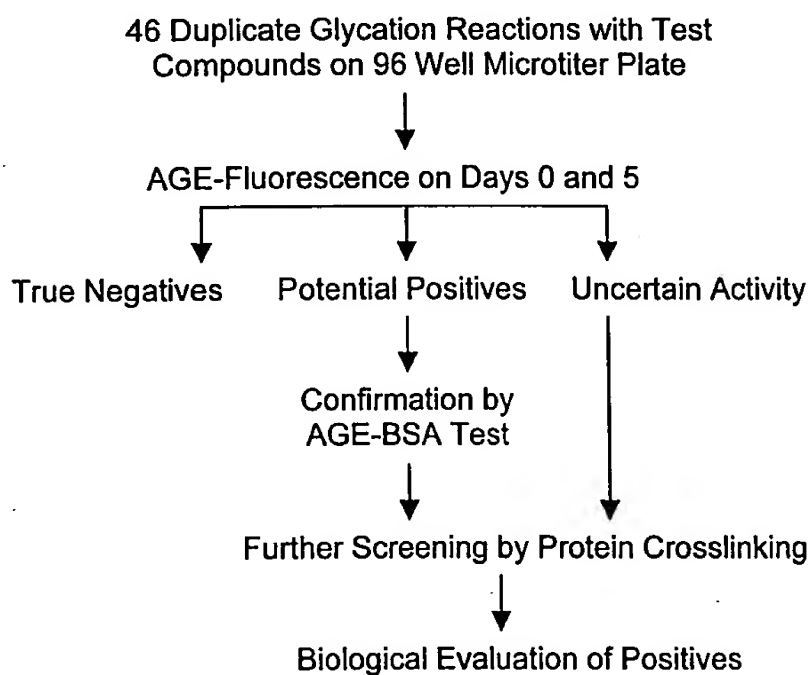 46 Duplicate Glycation Reactions with Test
Compounds on 96 Well Microtiter Plate
AGE-Fluorescence on Days 0 and 5
True Negatives
Potential Positives
Uncertain Activity
Confirmation by
AGE-BSA Test
Further Screening by Protein Crosslinking
Biological Evaluation of Positives